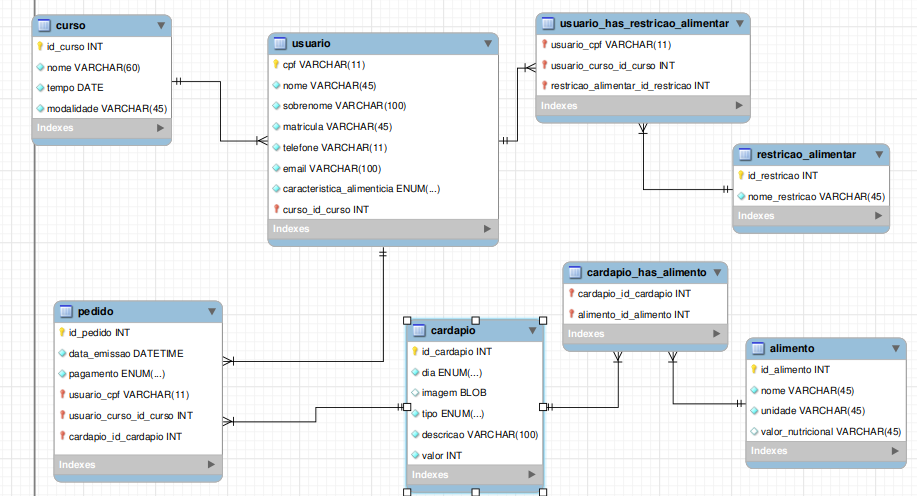 curso
id_curso INT
nome VARCHAR(60)
tempo DATE
modalidade VARCHAR(45)
Indexes
usuario
cpf VARCHAR(11)
nome VARCHAR(45)
sobrenome VARCHAR(100)
matricula VARCHAR(45)
telefone VARCHAR(11)
email VARCHAR(100)
caracteristica_alimenticia ENUM(...)
curso_id_curso INT
Indexes
usuario_has_restricao_alimentar
usuario_cpf VARCHAR(11)
usuario_curso_id_curso INT
restricao_alimentar_id_restricao INT
Indexes
restricao_alimentar
id_restricao INT
nome_restricao VARCHAR(45)
Indexes
pedido
id_pedido INT
data_emissao DATETIME
pagamento ENUM(...)
usuario_cpf VARCHAR(11)
usuario_curso_id_curso INT
cardapio_id_cardapio INT
Indexes
cardapio
id_cardapio INT
dia ENUM(...)
imagem BLOB
tipo ENUM(...)
descricao VARCHAR(100)
valor INT
Indexes
cardapio_has_alimento
cardapio_id_cardapio INT
alimento_id_alimento INT
Indexes
alimento
id_alimento INT
nome VARCHAR(45)
unidade VARCHAR(45)
valor_nutricional VARCHAR(45)
Indexes